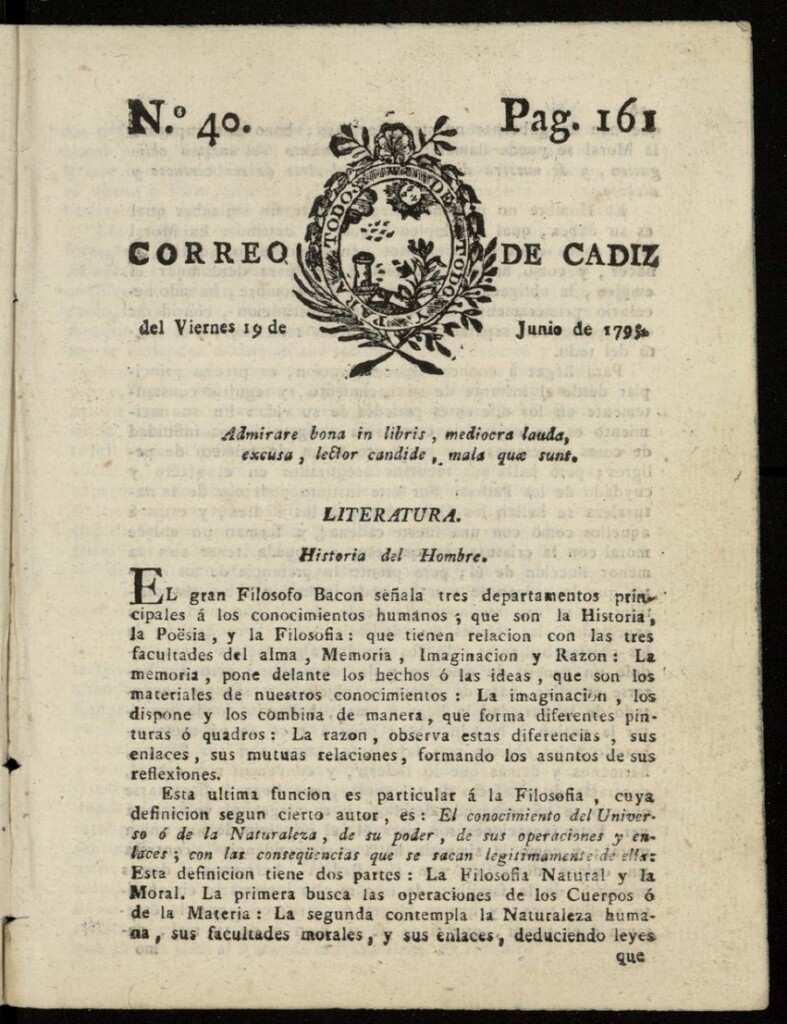 N.º 40. Pag. 161
PARA TODOS, DE TODO Y
CORREO DE CADIZ
del Viernes 19 de Junio de 1795.
Admirare bona in libris, mediocra lauda,
excusa, lector candide, mala quæ sunt.
LITERATURA.
Historia del Hombre.
EL gran Filosofo Bacon señala tres departamentos prin-
cipales á los conocimientos humanos; que son la Historia,
la Poësia, y la Filosofia: que tienen relacion con las tres
facultades del alma, Memoria, Imaginacion y Razon: La
memoria, pone delante los hechos ó las ideas, que son los
materiales de nuestros conocimientos: La imaginacion, los
dispone y los combina de manera, que forma diferentes pin-
turas ó quadros: La razon, observa estas diferencias, sus
enlaces, sus mutuas relaciones, formando los asuntos de sus
reflexiones.
Esta ultima funcion es particular á la Filosofia, cuya
definicion segun cierto autor, es: El conocimiento del Univer-
so ó de la Naturaleza, de su poder, de sus operaciones y en-
laces; con las conseqüencias que se sacan legitimamente de ella:
Esta definicion tiene dos partes: La Filosofia Natural y la
Moral. La primera busca las operaciones de los Cuerpos ó
de la Materia: La segunda contempla la Naturaleza huma-
na, sus facultades morales, y sus enlaces, deduciendo leyes
que